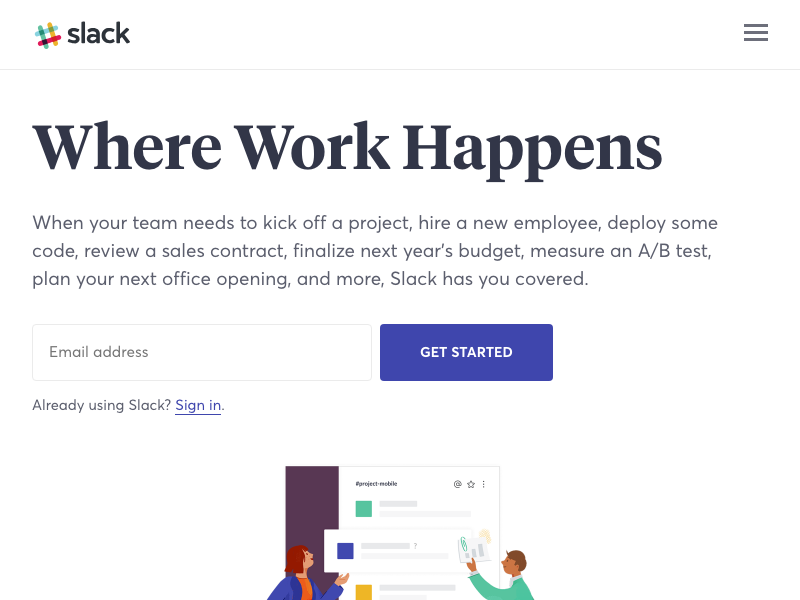 slack
Where Work Happens
When your team needs to kick off a project, hire a new employee, deploy some
code, review a sales contract, finalize next year's budget, measure an A/B test,
plan your next office opening, and more, Slack has you covered.
Email address
GET STARTED
Already using Slack? Sign in.
#project-mobile
@
?